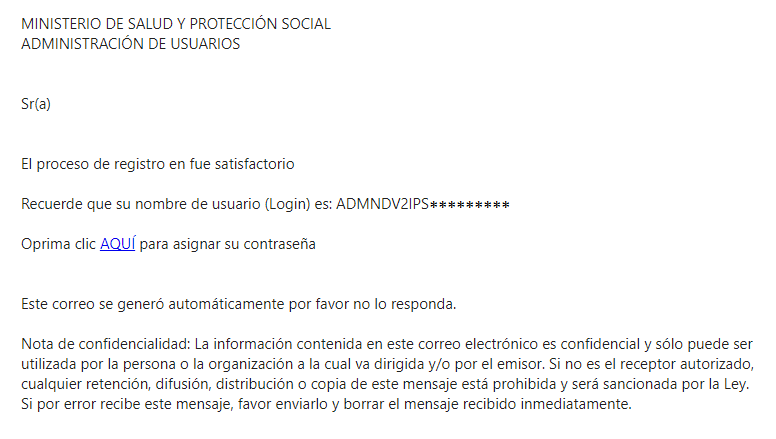 MINISTERIO DE SALUD Y PROTECCIÓN SOCIAL
ADMINISTRACIÓN DE USUARIOS
Sr(a)
El proceso de registro en fue satisfactorio
Recuerde que su nombre de usuario (Login) es: ADMNDV2IPS*********
Oprima clic AQUÍ para asignar su contraseña
Este correo se generó automáticamente por favor no lo responda.
Nota de confidencialidad: La información contenida en este correo electrónico es confidencial y sólo puede ser
utilizada por la persona o la organización a la cual va dirigida y/o por el emisor. Si no es el receptor autorizado,
cualquier retención, difusión, distribución o copia de este mensaje está prohibida y será sancionada por la Ley.
Si por error recibe este mensaje, favor enviarlo y borrar el mensaje recibido inmediatamente.